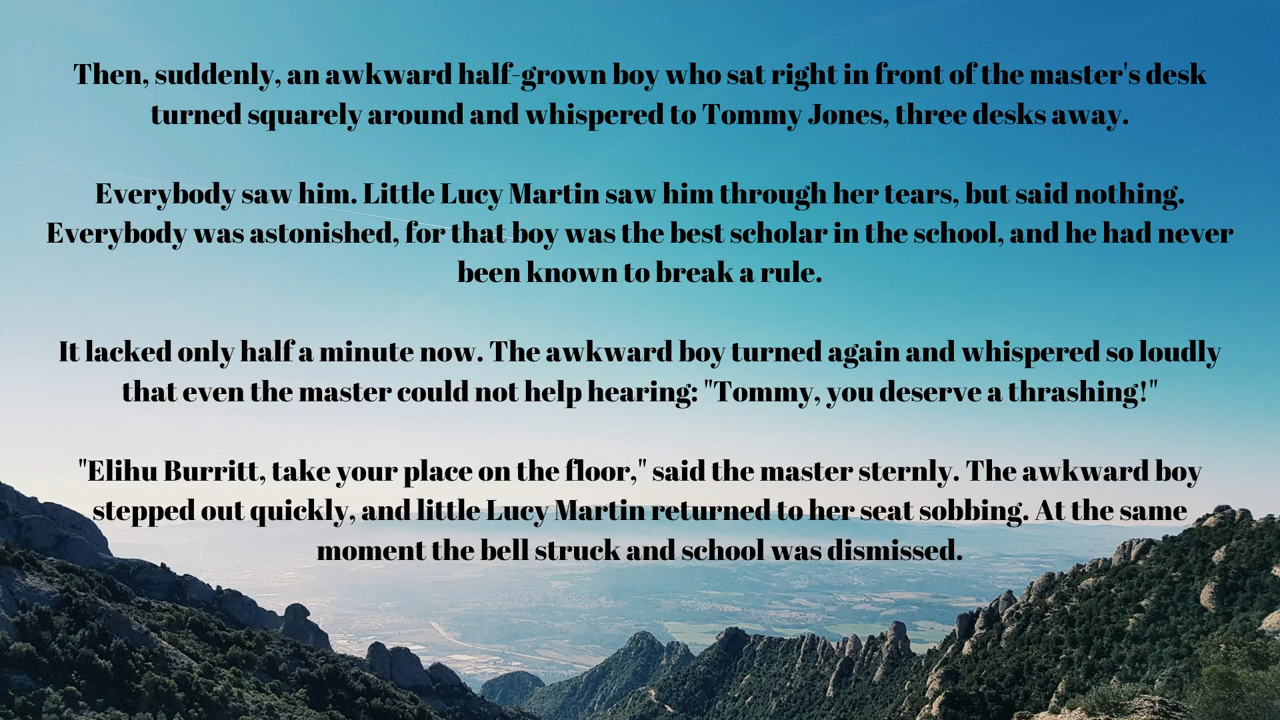 Then, suddenly, an awkward half-grown boy who sat right in front of the master's desk
turned squarely around and whispered to Tommy Jones, three desks away.
Everybody saw him. Little Lucy Martin saw him through her tears, but said nothing.
Everybody was astonished, for that boy was the best scholar in the school, and he had never
been known to break a rule.
It lacked only half a minute now. The awkward boy turned again and whispered so loudly
that even the master could not help hearing: "Tommy, you deserve a thrashing!"
"Elihu Burritt, take your place on the floor," said the master sternly. The awkward boy
stepped out quickly, and little Lucy Martin returned to her seat sobbing. At the same
moment the bell struck and school was dismissed.